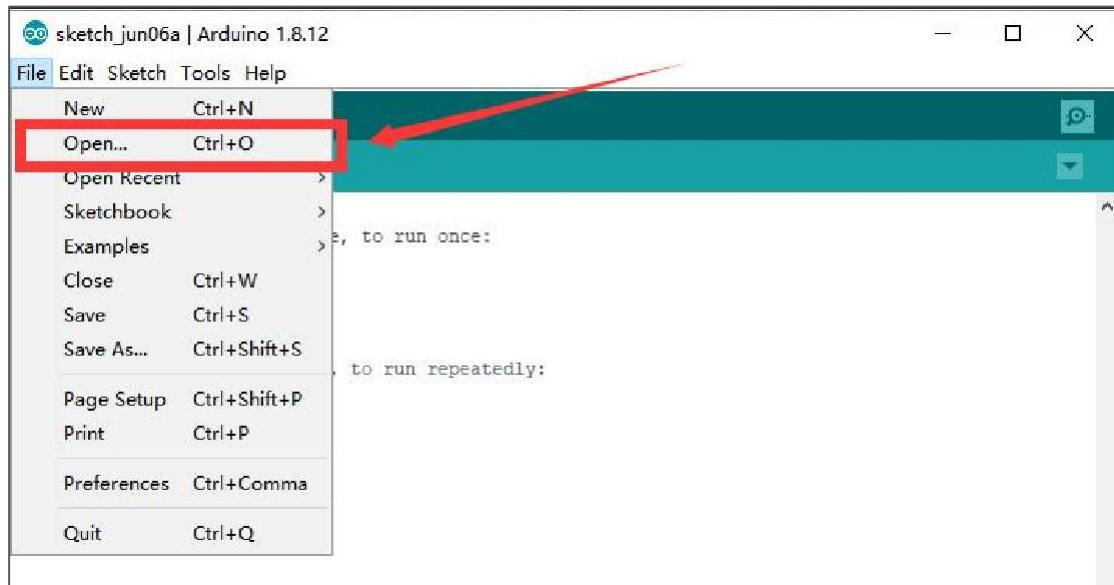 sketch_jun06a | Arduino 1.8.12
File Edit Sketch Tools Help
New Ctrl+N
Open... Ctrl+O
Open Recent >
Sketchbook >
Examples >
, to run once:
Close Ctrl+W
Save Ctrl+S
Save As... Ctrl+Shift+S
, to run repeatedly:
Page Setup Ctrl+Shift+P
Print Ctrl+P
Preferences Ctrl+Comma
Quit Ctrl+Q